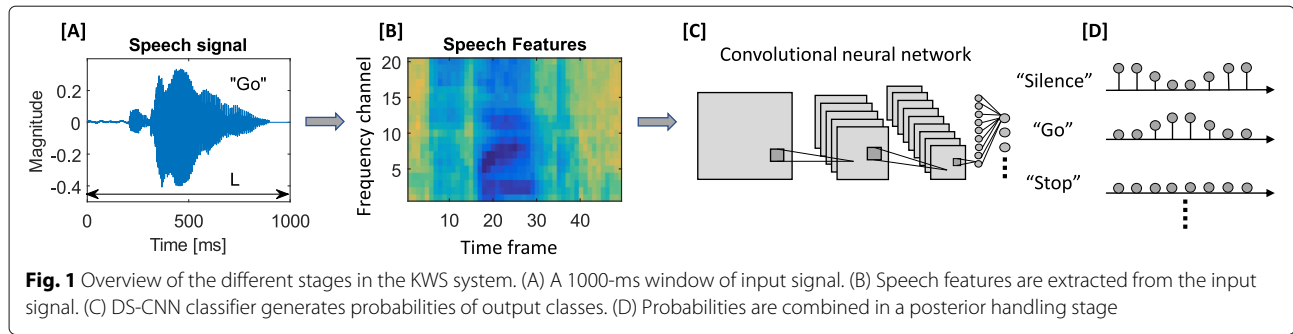 [A]
Speech signal
"Go"
Magnitude
0.2
0
-0.2
-0.4
L
0
500
1000
Time [ms]
[B]
Speech Features
Frequency channel
20
15
10
5
10
20
30
40
Time frame
[C]
Convolutional neural network
[D]
“Silence”
“Go”
“Stop”
Fig. 1 Overview of the different stages in the KWS system. (A) A 1000-ms window of input signal. (B) Speech features are extracted from the input
signal. (C) DS-CNN classifier generates probabilities of output classes. (D) Probabilities are combined in a posterior handling stage